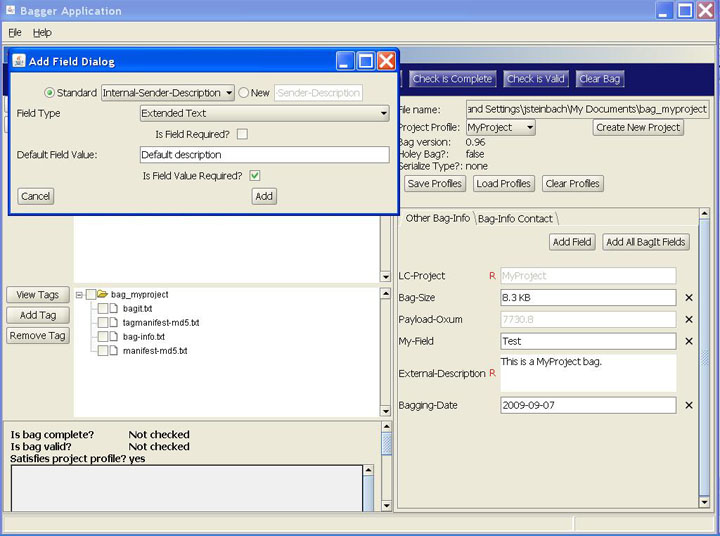 Bagger Application
File Help
Add Field Dialog
Standard Internal-Sender-Description New Sender-Description
Field Type Extended Text
Is Field Required?
Default Field Value: Default description
Is Field Value Required?
Cancel Add
Check is Complete Check is Valid Clear Bag
File name: and Settings\jsteinbach\My Documents\bag_myproject
Project Profile: MyProject Create New Project
Bag version: 0.96
Holey Bag?: false
Serialize Type?: none
Save Profiles Load Profiles Clear Profiles
Other Bag-Info Bag-Info Contact
Add Field Add All BagIt Fields
LC-Project R MyProject
Bag-Size 8.3 KB
Payload-Oxum 7730.8
My-Field Test
External-Description R This is a MyProject bag.
Bagging-Date 2009-09-07
View Tags
Add Tag
Remove Tag
bag_myproject
bagit.txt
tagmanifest-md5.txt
bag-info.txt
manifest-md5.txt
Is bag complete? Not checked
Is bag valid? Not checked
Satisfies project profile? yes